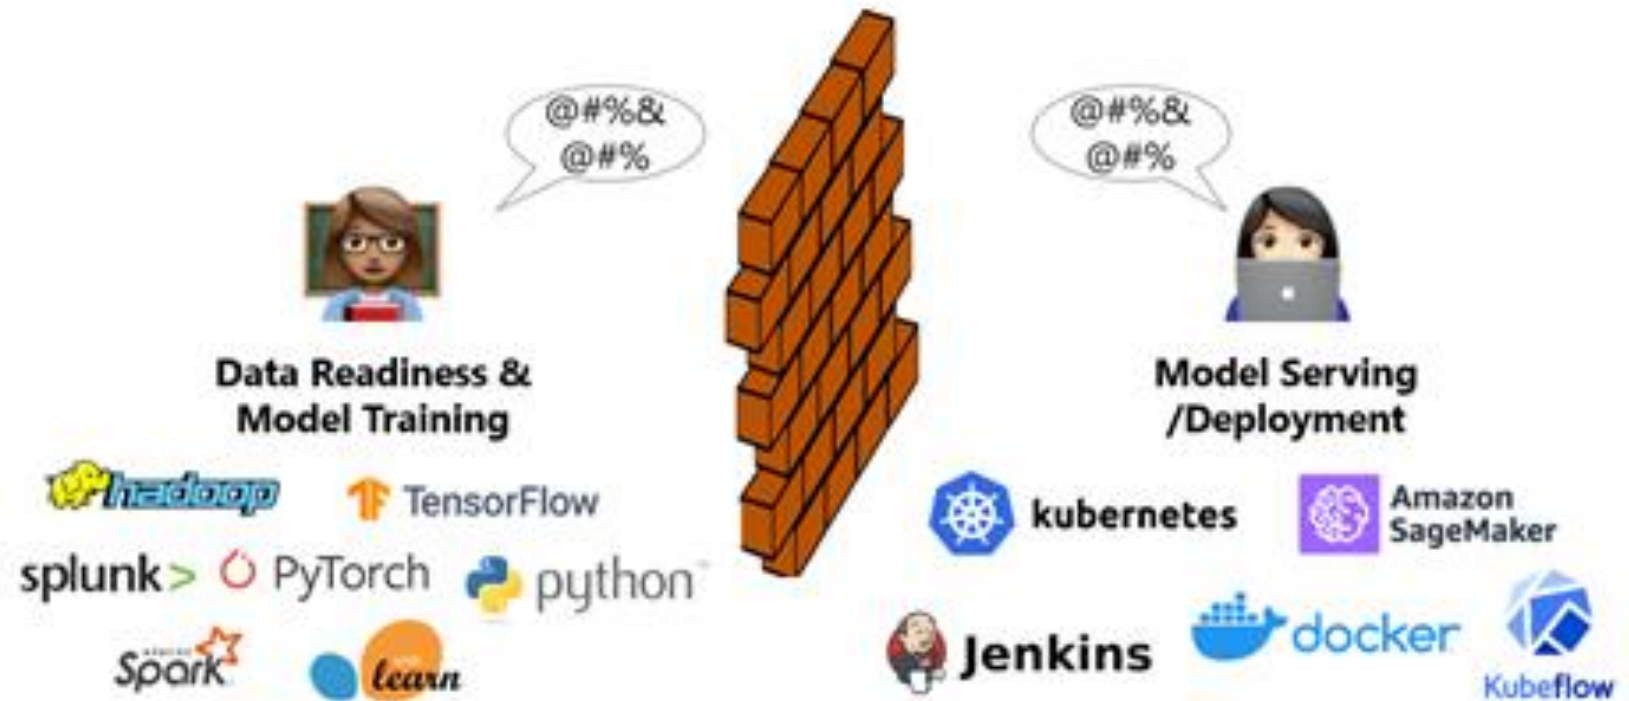 @#%&
@#%
@#%&
@#%
Data Readiness &
Model Training
Model Serving
/Deployment
hadoop
TensorFlow
kubernetes
Amazon
SageMaker
splunk>
PyTorch
python
Spark
learn
Jenkins
docker
Kubeflow